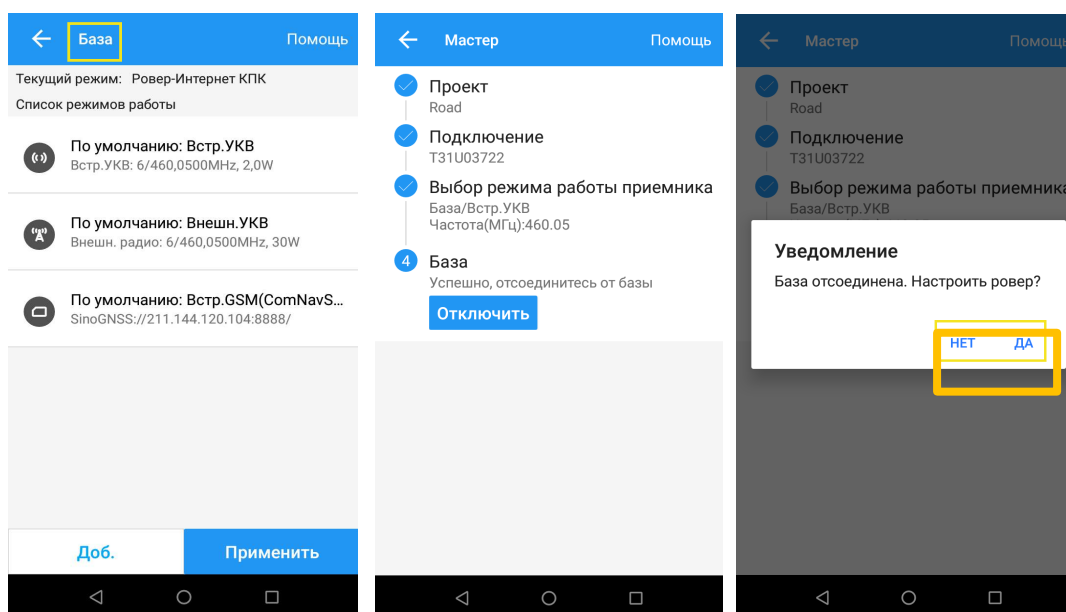 База
Помощь
Текущий режим: Ровер-Интернет КПК
Список режимов работы
По умолчанию: Встр.УКВ
Встр.УКВ: 6/460,0500MHz, 2,0W
По умолчанию: Внешн.УКВ
Внешн. радио: 6/460,0500MHz, 30W
По умолчанию: Встр.GSM(ComNavS...
SinoGNSS://211.144.120.104:8888/
Доб.
Применить
Мастер
Помощь
Проект
Road
Подключение
T31U03722
Выбор режима работы приемника
База/Встр.УКВ
Частота(МГц):460.05
4 База
Успешно, отсоединитесь от базы
Отключить
Мастер
Помощь
Проект
Road
Подключение
T31U03722
Выбор режима работы приемника
База/Встр.УКВ
Уведомление
База отсоединена. Настроить ровер?
НЕТ
ДА